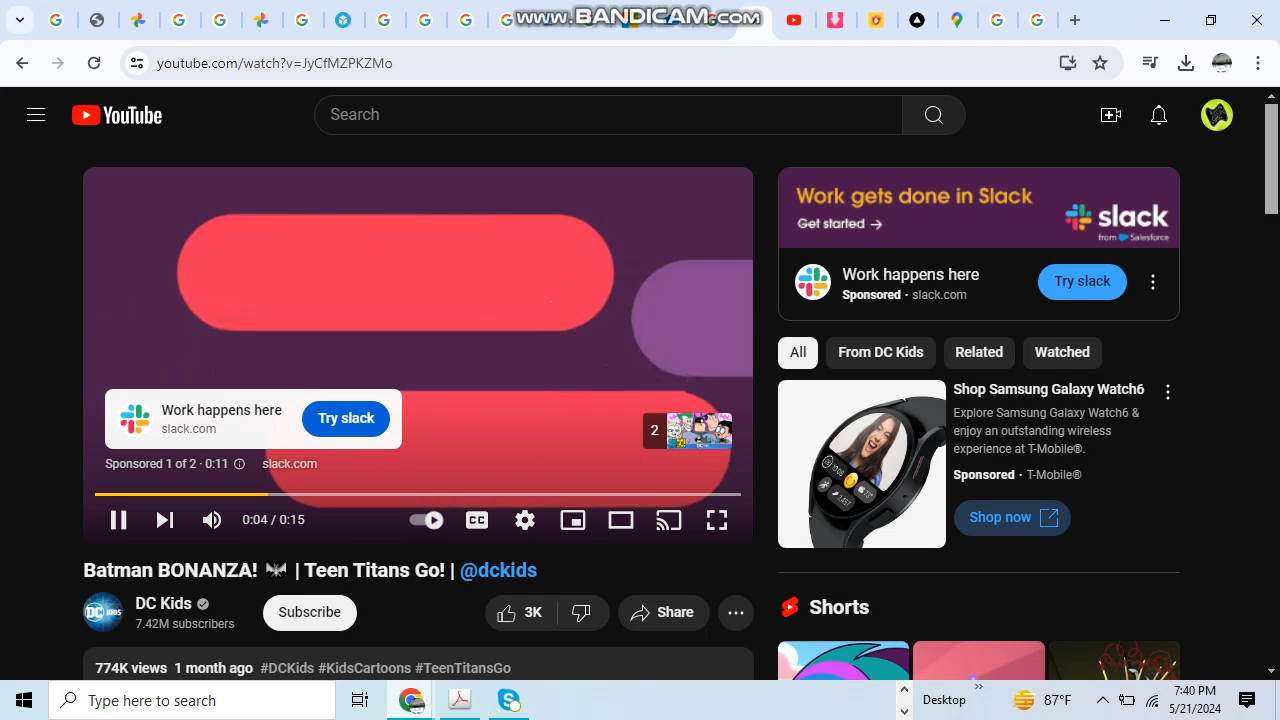 www.BANDICAM.com
youtube.com/watch?v=JyCfMZPKZMo
YouTube
Search
Work happens here
slack.com
Try slack
2
Sponsored 1 of 2 · 0:11
slack.com
0:04 / 0:15
CC
Batman BONANZA! | Teen Titans Go! | @dckids
DC KIDS
DC Kids
7.42M subscribers
Subscribe
3K
Share
774K views 1 month ago #DCKids #KidsCartoons #TeenTitansGo
Work gets done in Slack
Get started →
slack
from Salesforce
Work happens here
Sponsored · slack.com
Try slack
All
From DC Kids
Related
Watched
Shop Samsung Galaxy Watch6
Explore Samsung Galaxy Watch6 &
enjoy an outstanding wireless
experience at T-Mobile®.
Sponsored · T-Mobile®
Shop now
Shorts
Type here to search
Desktop
87°F
7:40 PM
5/21/2024